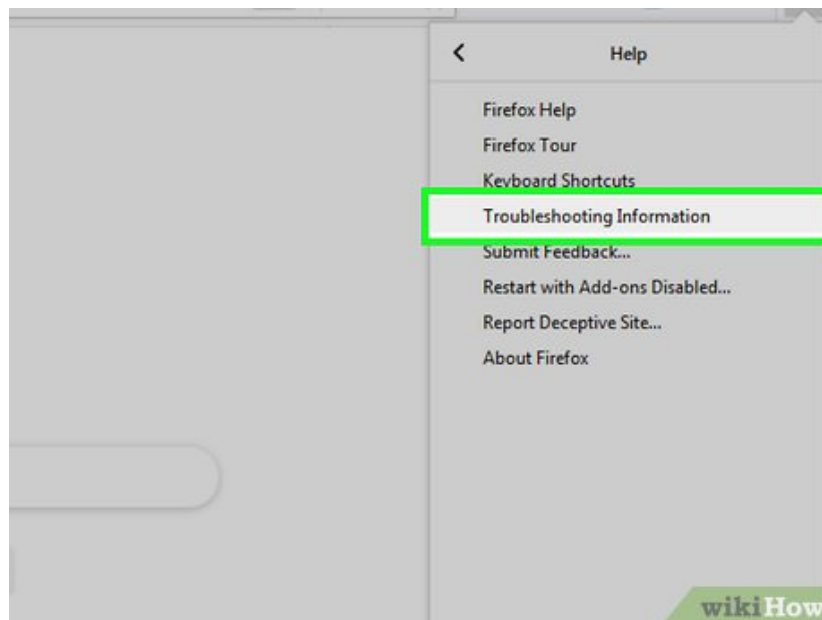 Help
Firefox Help
Firefox Tour
Keyboard Shortcuts
Troubleshooting Information
Submit Feedback...
Restart with Add-ons Disabled...
Report Deceptive Site...
About Firefox
wikiHow